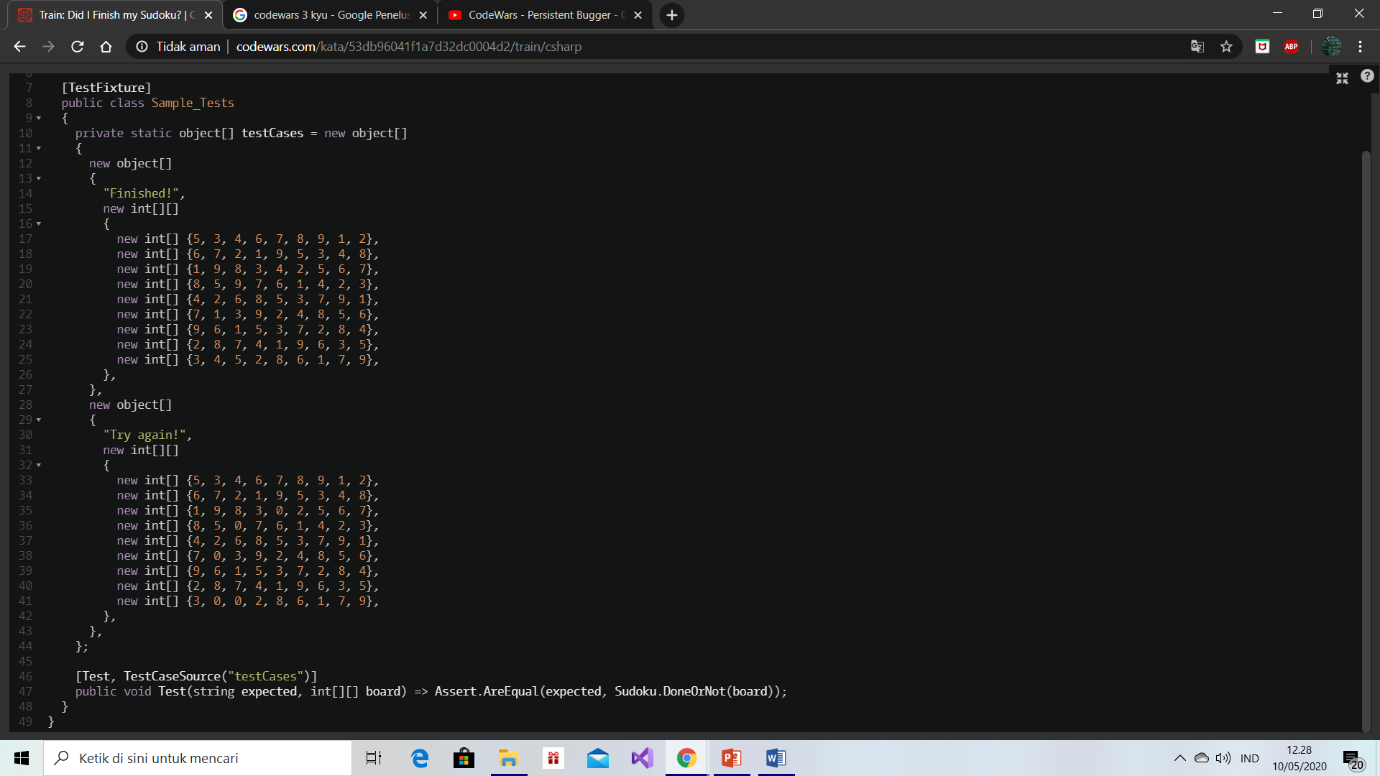 Train: Did I Finish my Sudoku? | C
codewars 3 kyu - Google Penelus
CodeWars - Persistent Bugger -
Tidak aman | codewars.com/kata/53db96041f1a7d32dc0004d2/train/csharp
ABP
6
7 [TestFixture]
8 public class Sample_Tests
9 {
10 private static object[] testCases = new object[]
11 {
12 new object[]
13 {
14 "Finished!",
15 new int[][]
16 {
17 new int[] {5, 3, 4, 6, 7, 8, 9, 1, 2},
18 new int[] {6, 7, 2, 1, 9, 5, 3, 4, 8},
19 new int[] {1, 9, 8, 3, 4, 2, 5, 6, 7},
20 new int[] {8, 5, 9, 7, 6, 1, 4, 2, 3},
21 new int[] {4, 2, 6, 8, 5, 3, 7, 9, 1},
22 new int[] {7, 1, 3, 9, 2, 4, 8, 5, 6},
23 new int[] {9, 6, 1, 5, 3, 7, 2, 8, 4},
24 new int[] {2, 8, 7, 4, 1, 9, 6, 3, 5},
25 new int[] {3, 4, 5, 2, 8, 6, 1, 7, 9},
26 },
27 },
28 new object[]
29 {
30 "Try again!",
31 new int[][]
32 {
33 new int[] {5, 3, 4, 6, 7, 8, 9, 1, 2},
34 new int[] {6, 7, 2, 1, 9, 5, 3, 4, 8},
35 new int[] {1, 9, 8, 3, 0, 2, 5, 6, 7},
36 new int[] {8, 5, 0, 7, 6, 1, 4, 2, 3},
37 new int[] {4, 2, 6, 8, 5, 3, 7, 9, 1},
38 new int[] {7, 0, 3, 9, 2, 4, 8, 5, 6},
39 new int[] {9, 6, 1, 5, 3, 7, 2, 8, 4},
40 new int[] {2, 8, 7, 4, 1, 9, 6, 3, 5},
41 new int[] {3, 0, 0, 2, 8, 6, 1, 7, 9},
42 },
43 },
44 };
45
46 [Test, TestCaseSource("testCases")]
47 public void Test(string expected, int[][] board) => Assert.AreEqual(expected, Sudoku.DoneOrNot(board));
48 }
49 }
Ketik di sini untuk mencari
IND
12.28
10/05/2020
20